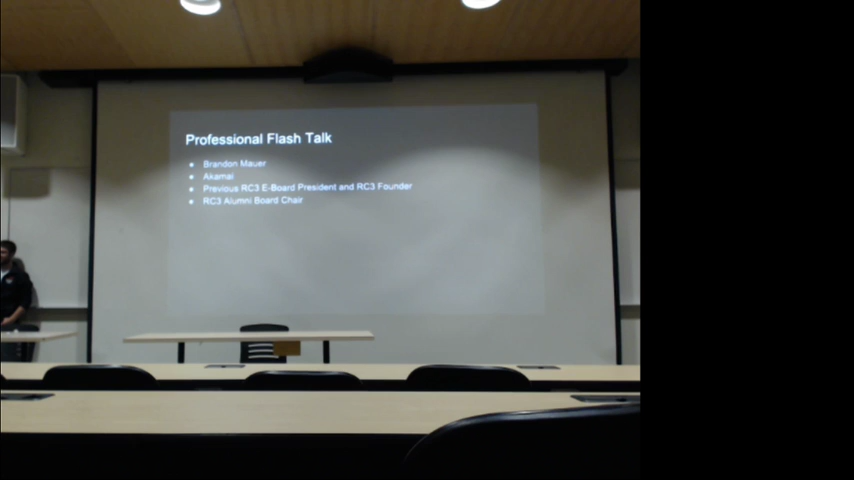 Professional Flash Talk
● Brandon Mauer
● Akamai
● Previous RC3 E-Board President and RC3 Founder
● RC3 Alumni Board Chair